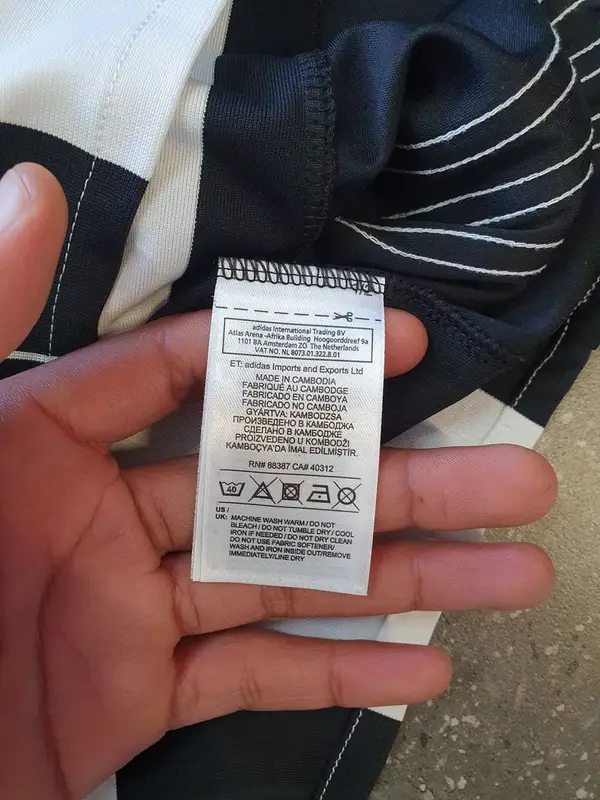 adidas International Trading BV
Atlas Arena -Afrika Building Hoogoorddreef 9a
1101 BA Amsterdam ZO The Netherlands
VAT NO. NL 8073.01.322.B.01
ET: adidas Imports and Exports Ltd
MADE IN CAMBODIA
FABRIQUÉ AU CAMBODGE
FABRICADO EN CAMBOYA
FABRICADO NO CAMBOJA
GYÁRTVA: KAMBODZSA
ПРОИЗВЕДЕНО В КАМБОДЖА
СДЕЛАНО В КАМБОДЖЕ
PROIZVEDENO U KOMBODŽI
KAMBOÇYA'DA İMAL EDİLMİŞTİR.
RN# 88387 CA# 40312
40
US /
UK: MACHINE WASH WARM / DO NOT
BLEACH / DO NOT TUMBLE DRY / COOL
IRON IF NEEDED / DO NOT DRY CLEAN
DO NOT USE FABRIC SOFTENER/
WASH AND IRON INSIDE OUT/REMOVE
IMMEDIATELY/LINE DRY